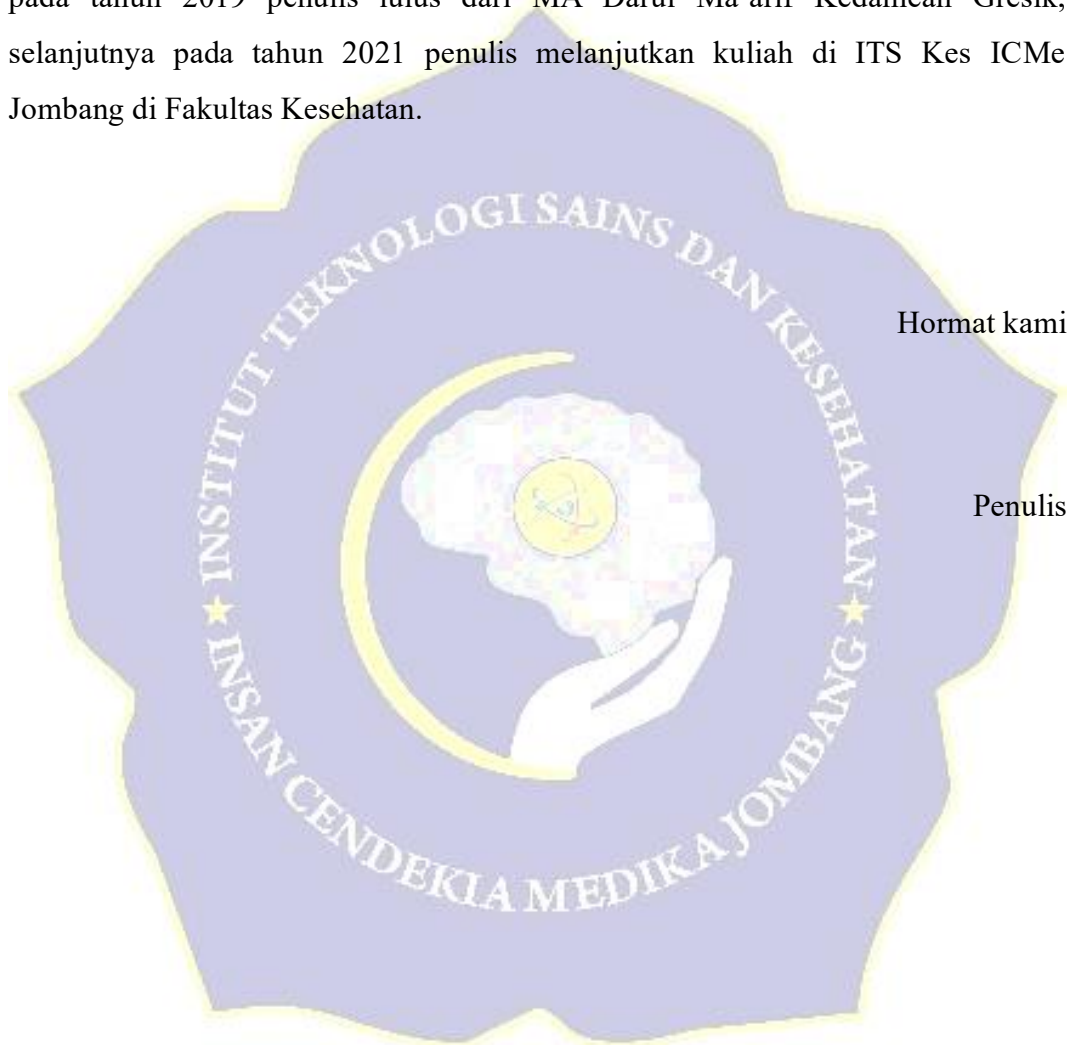 pada tahun 2019 penulis lulus dari MA Darul Ma'arif Kedamean Gresik,
selanjutnya pada tahun 2021 penulis melanjutkan kuliah di ITS Kes ICMe
Jombang di Fakultas Kesehatan.
INSTITUT TEKNOLOGI SAINS DAN KESEHATAN
Hormat kami
Penulis
INSAN CENDEKIA MEDIKA JOMBANG